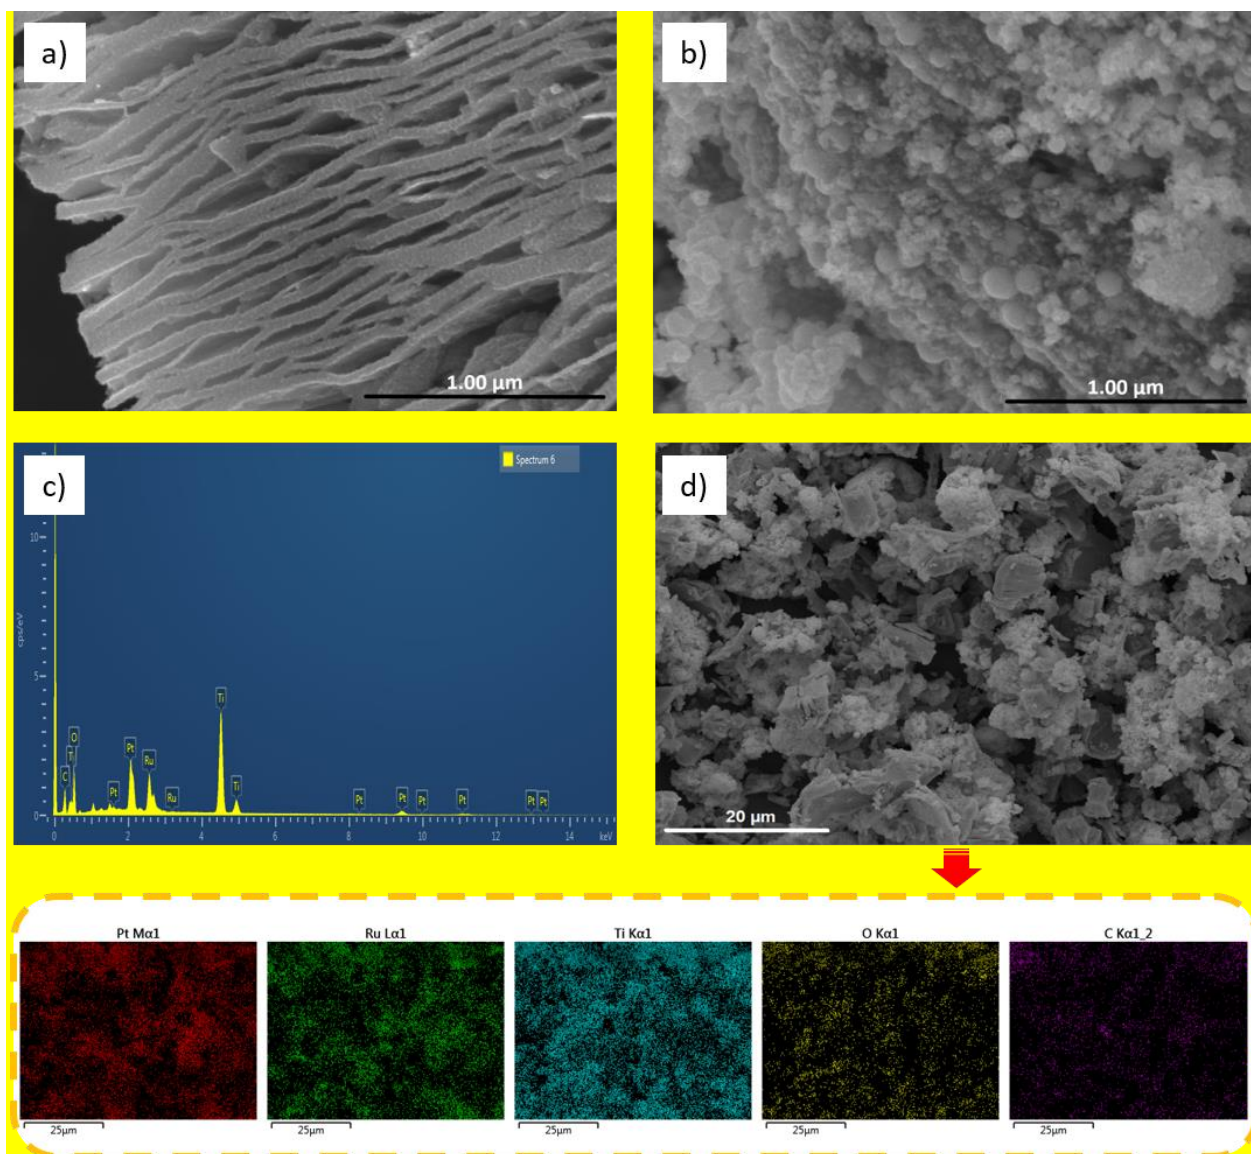 a)
1.00 µm
b)
1.00 µm
c)
Spectrum 6
cps/eV
10
5
0
C
Ti
O
Pt
Pt
Ru
Ru
Ti
Ti
Pt
Pt
Pt
Pt
Pt
Pt
0 2 4 6 8 10 12 14 keV
d)
20 µm
Pt Mα1
Ru Lα1
Ti Kα1
O Kα1
C Kα1_2
25µm
25µm
25µm
25µm
25µm